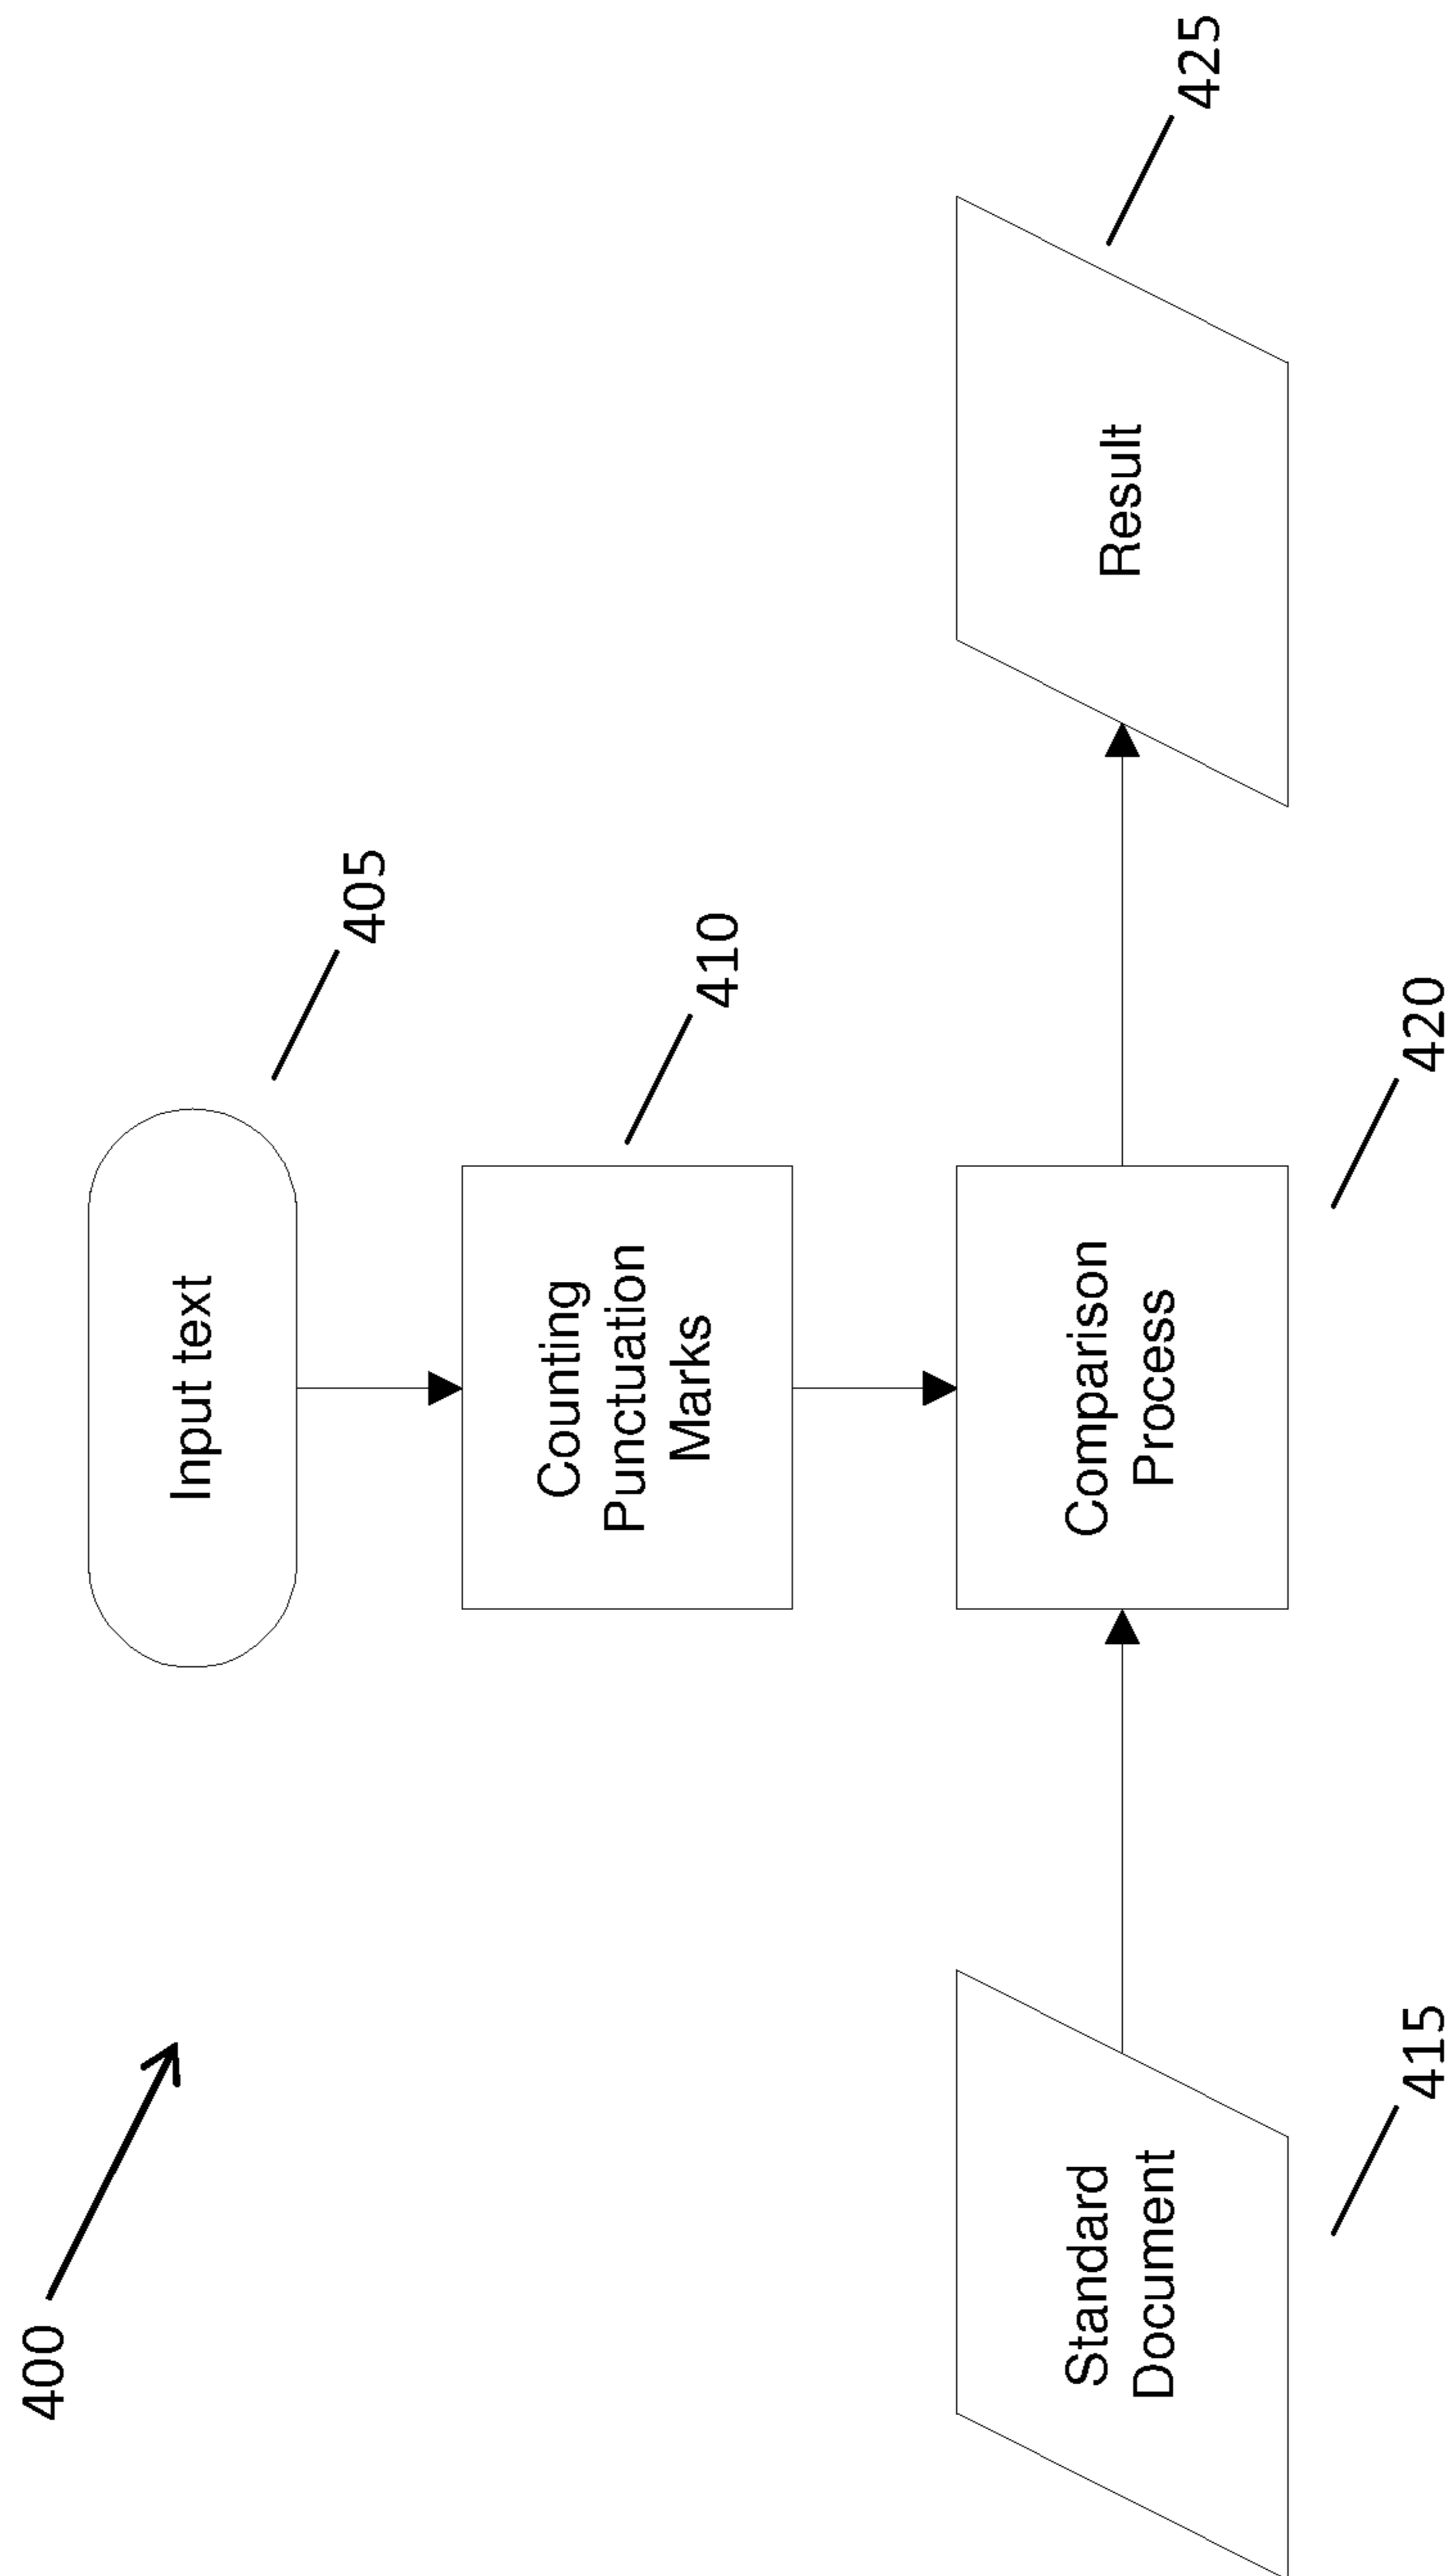 400
Input text
405
Counting
Punctuation
Marks
410
Standard
Document
415
Comparison
Process
420
Result
425